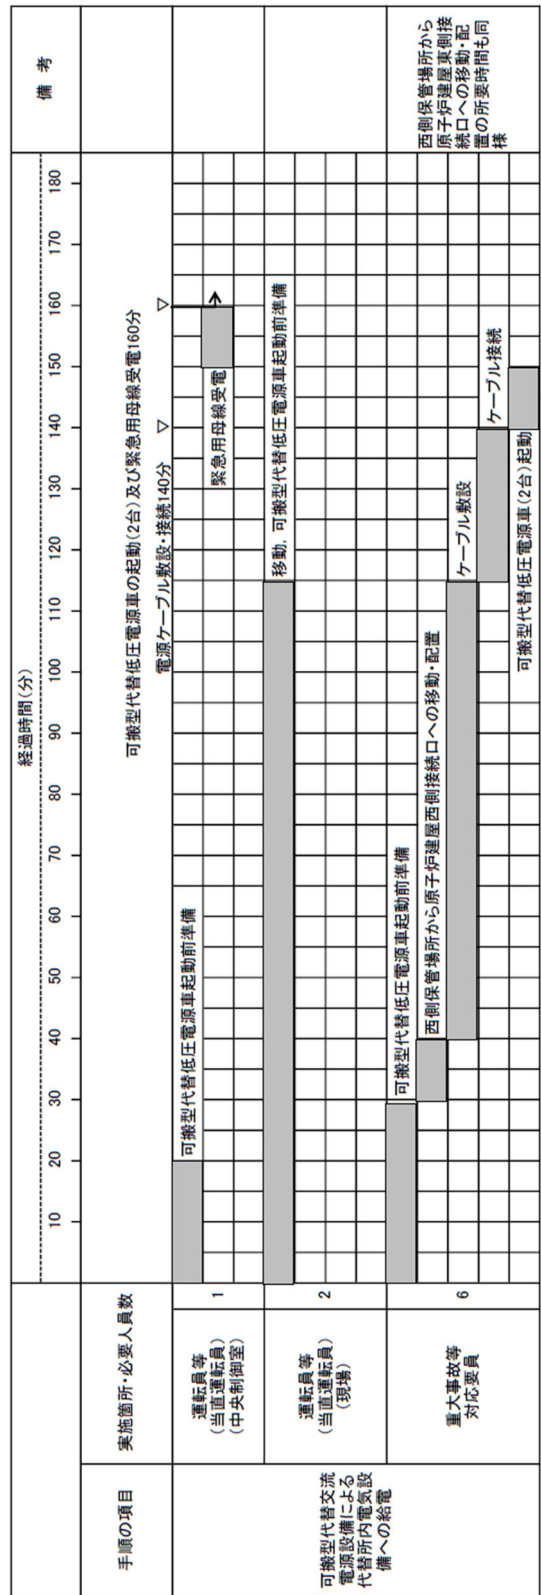 経過時間(分)
備 考
手順の項目
実施箇所・必要人員数
10 20 30 40 50 60 70 80 90 100 110 120 130 140 150 160 170 180
可搬型代替低圧電源車の起動(2台)及び緊急用母線受電160分
▽
電源ケーブル敷設・接続140分
▽
可搬型代替交流
電源設備による
代替所内電気設
備への給電
運転員等
(当直運転員)
(中央制御室)
1
可搬型代替低圧電源車起動前準備
緊急用母線受電
運転員等
(当直運転員)
(現場)
2
移動, 可搬型代替低圧電源車起動前準備
重大事故等
対応要員
6
可搬型代替低圧電源車起動前準備
西側保管場所から原子炉建屋西側接続口への移動・配置
ケーブル敷設
ケーブル接続
可搬型代替低圧電源車(2台)起動
西側保管場所から
原子炉建屋東側接
続口への移動・配
置の所要時間も同
様